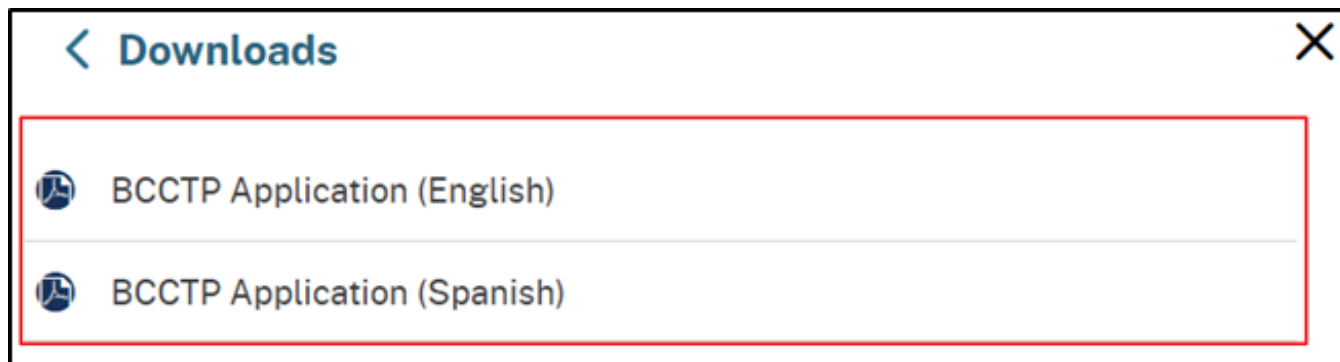 Downloads
BCCTP Application (English)
BCCTP Application (Spanish)